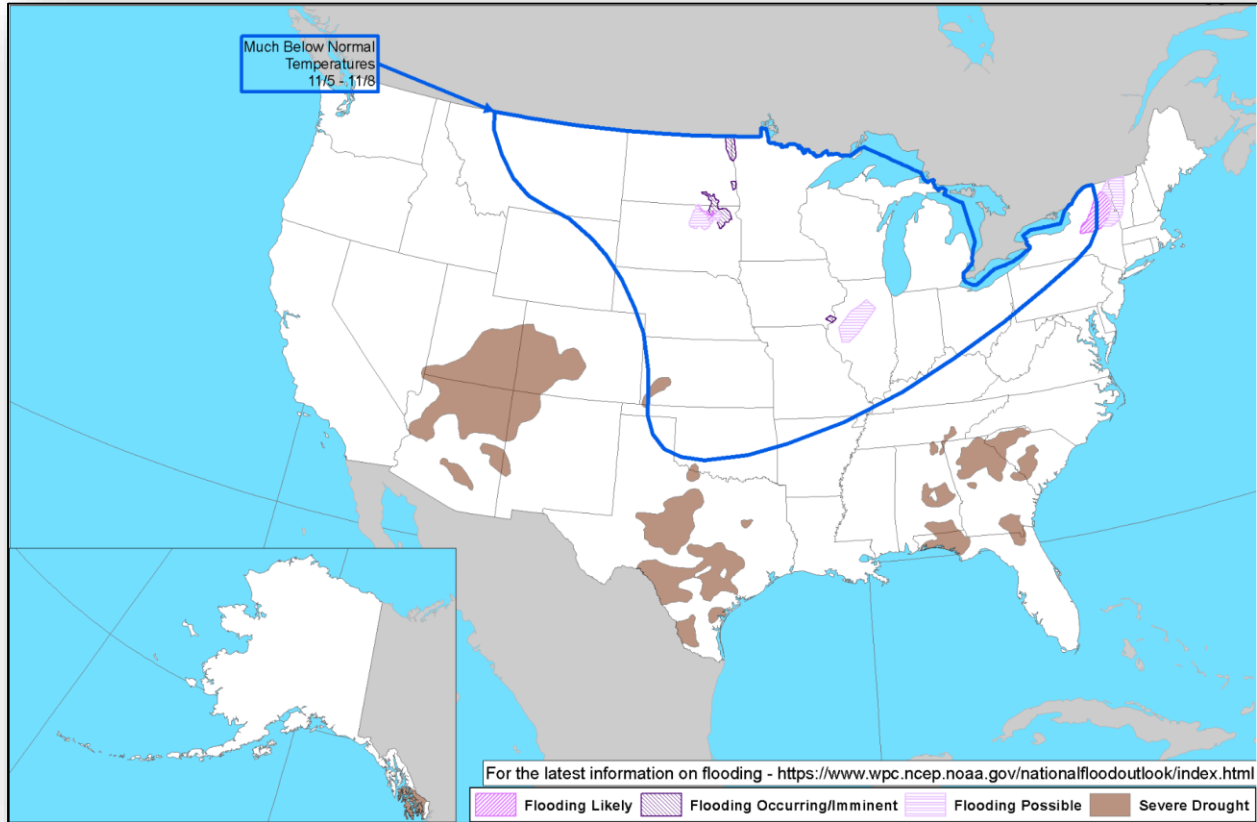 Much Below Normal
Temperatures
11/5 - 11/8
For the latest information on flooding - https://www.wpc.ncep.noaa.gov/nationalfloodoutlook/index.html
Flooding Likely
Flooding Occurring/Imminent
Flooding Possible
Severe Drought